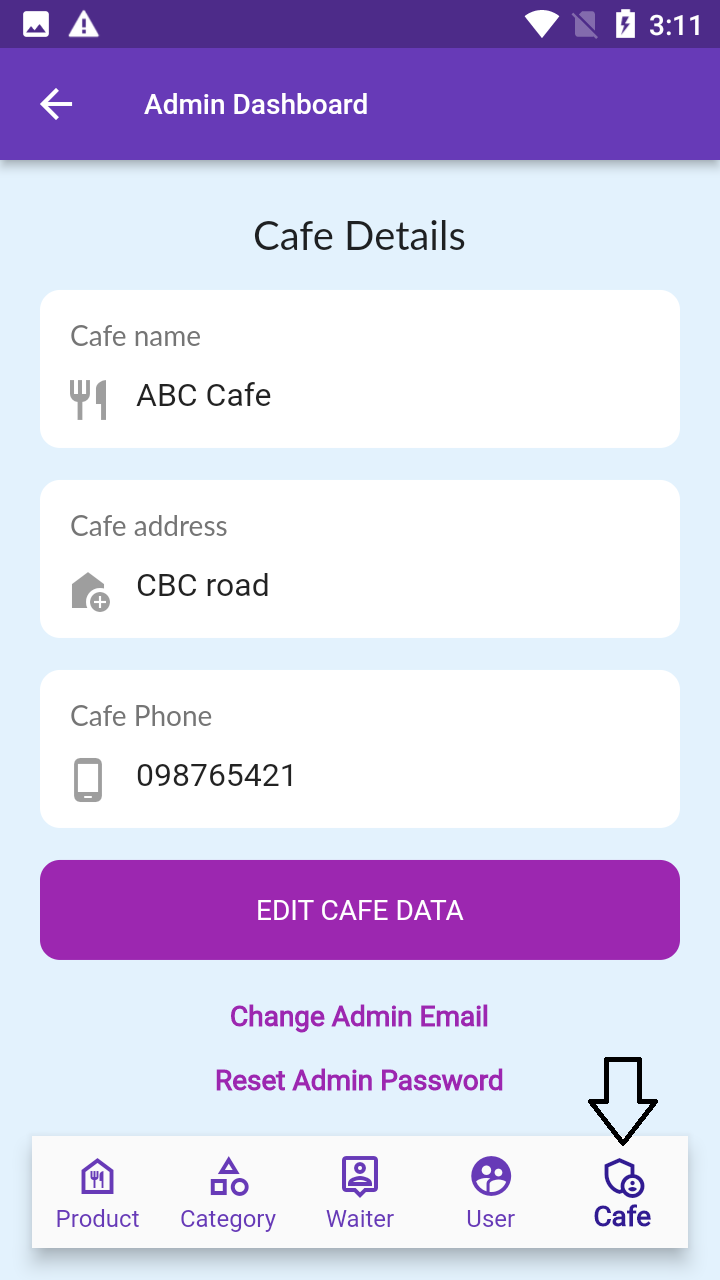 3:11
Admin Dashboard
Cafe Details
Cafe name
ABC Cafe
Cafe address
CBC road
Cafe Phone
098765421
EDIT CAFE DATA
Change Admin Email
Reset Admin Password
Product Category Waiter User Cafe